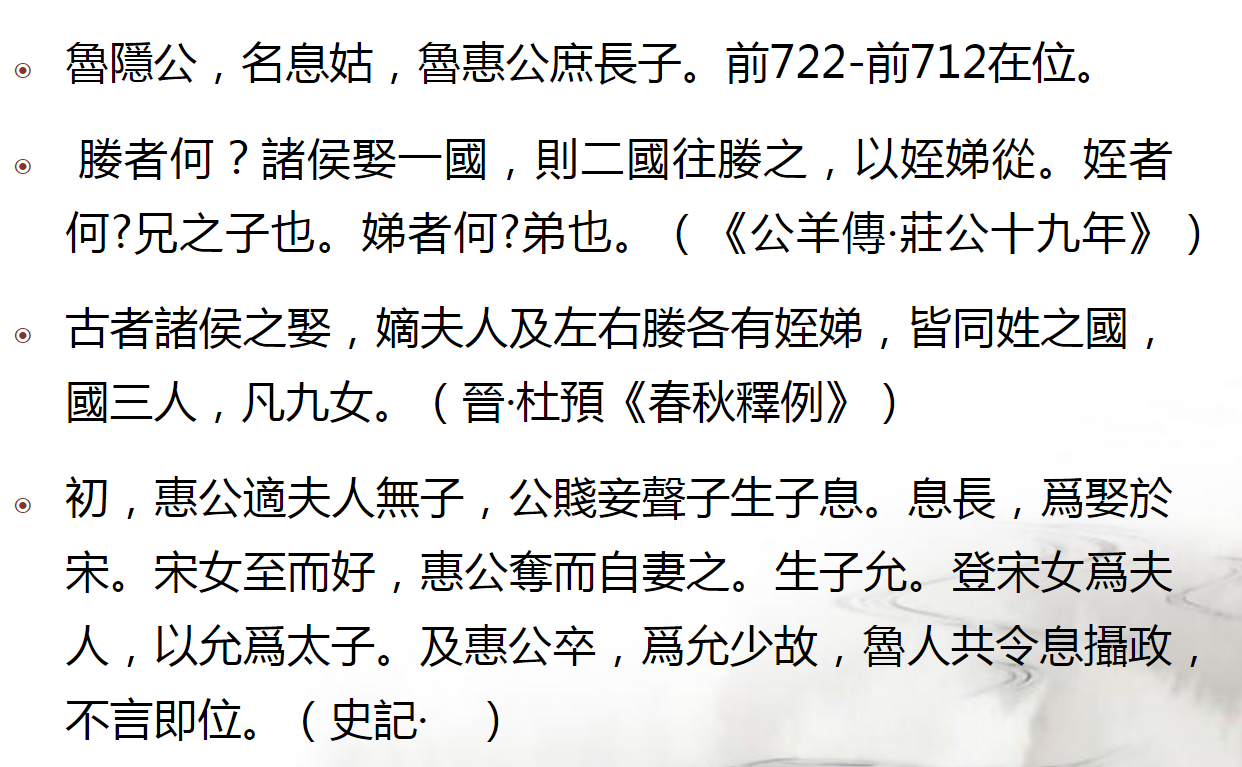 魯隱公，名息姑，魯惠公庶長子。前722-前712在位。
媵者何？諸侯娶一國，則二國往媵之，以姪娣從。姪者
何?兄之子也。娣者何?弟也。（《公羊傳·莊公十九年》）
古者諸侯之娶，嫡夫人及左右媵各有姪娣，皆同姓之國，
國三人，凡九女。（晉·杜預《春秋釋例》）
初，惠公適夫人無子，公賤妾聲子生子息。息長，爲娶於
宋。宋女至而好，惠公奪而自妻之。生子允。登宋女爲夫
人，以允爲太子。及惠公卒，爲允少故，魯人共令息攝政，
不言即位。（史記·　）